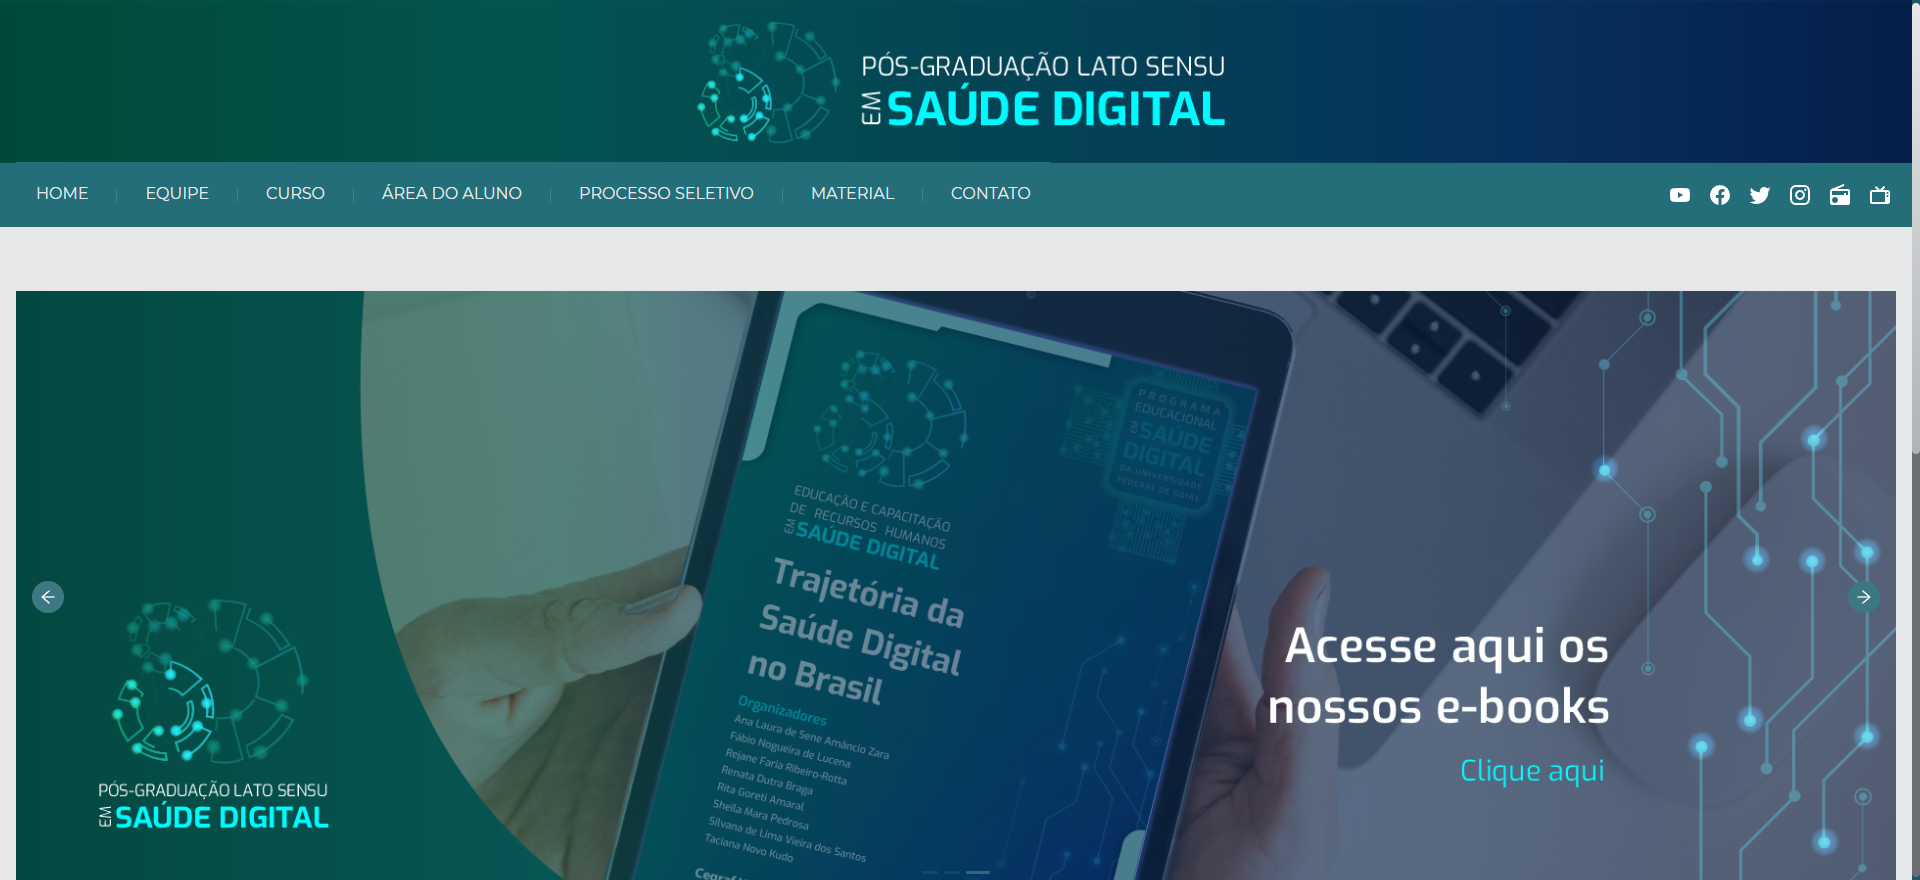 PÓS-GRADUAÇÃO LATO SENSU
EM SAÚDE DIGITAL
HOME
EQUIPE
CURSO
ÁREA DO ALUNO
PROCESSO SELETIVO
MATERIAL
CONTATO
PROGRAMA
EDUCACIONAL
EM SAÚDE
DIGITAL
DA UNIVERSIDADE
FEDERAL DE GOIÁS
EDUCAÇÃO E CAPACITAÇÃO
DE RECURSOS HUMANOS
EM SAÚDE DIGITAL
Trajetória da
Saúde Digital
no Brasil
Organizadores
Ana Laura de Sene Amâncio Zara
Fábio Nogueira de Lucena
Rejane Faria Ribeiro-Rotta
Renata Dutra Braga
Rita Goreti Amaral
Sheila Mara Pedrosa
Silvana de Lima Vieira dos Santos
Taciana Novo Kudo
Acesse aqui os
nossos e-books
Clique aqui
PÓS-GRADUAÇÃO LATO SENSU
EM SAÚDE DIGITAL